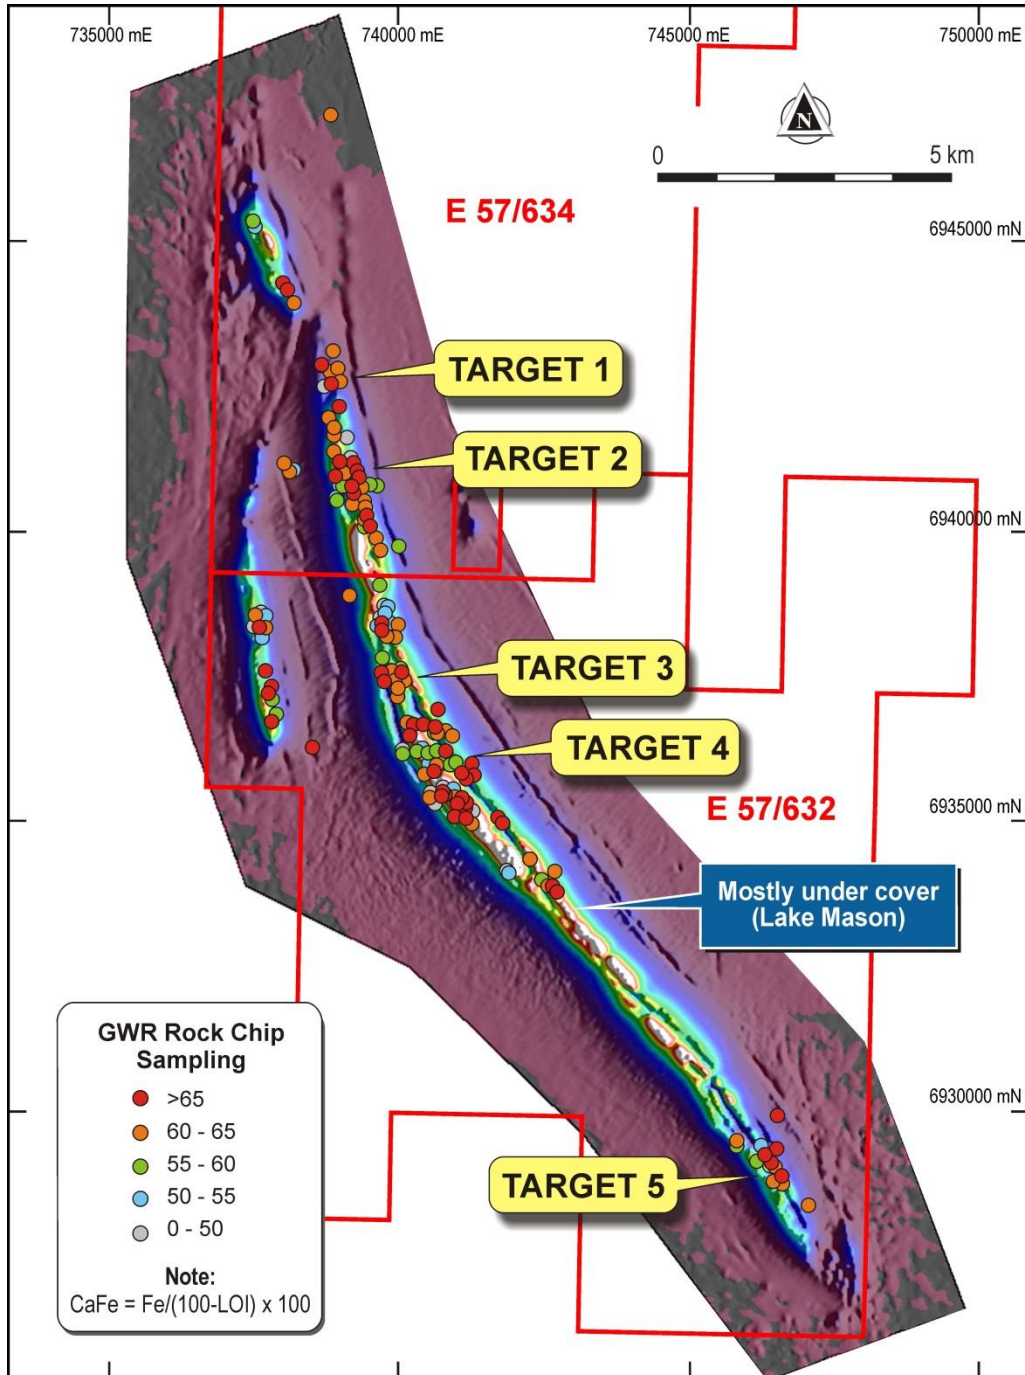 735000 mE
740000 mE
745000 mE
750000 mE
N
0
5 km
E 57/634
6945000 mN
TARGET 1
TARGET 2
6940000 mN
TARGET 3
TARGET 4
E 57/632
6935000 mN
Mostly under cover
(Lake Mason)
GWR Rock Chip
Sampling
>65
60 - 65
55 - 60
50 - 55
0 - 50
Note:
CaFe = Fe/(100-LOI) x 100
6930000 mN
TARGET 5